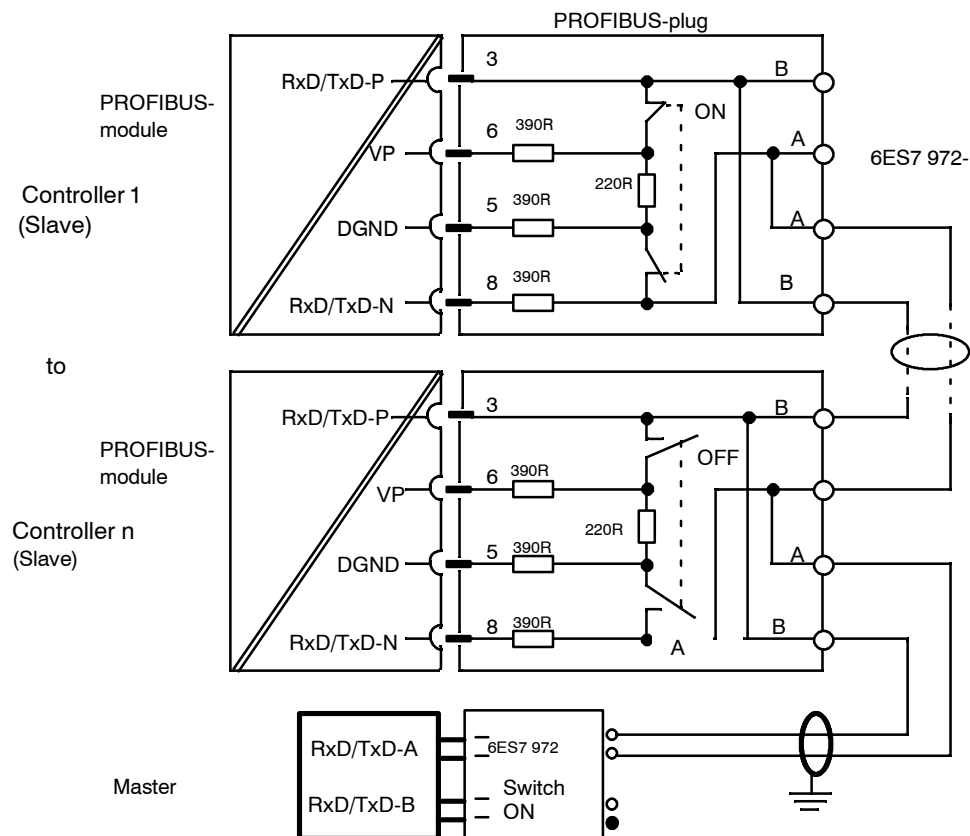 PROFIBUS-plug
PROFIBUS-
module
Controller 1
(Slave)
RxD/TxD-P
VP
DGND
RxD/TxD-N
3
6
5
8
390R
390R
390R
220R
ON
B
A
A
B
6ES7 972-
to
PROFIBUS-
module
Controller n
(Slave)
RxD/TxD-P
VP
DGND
RxD/TxD-N
3
6
5
8
390R
390R
390R
220R
OFF
A
B
A
B
Master
RxD/TxD-A
RxD/TxD-B
6ES7 972
Switch
ON